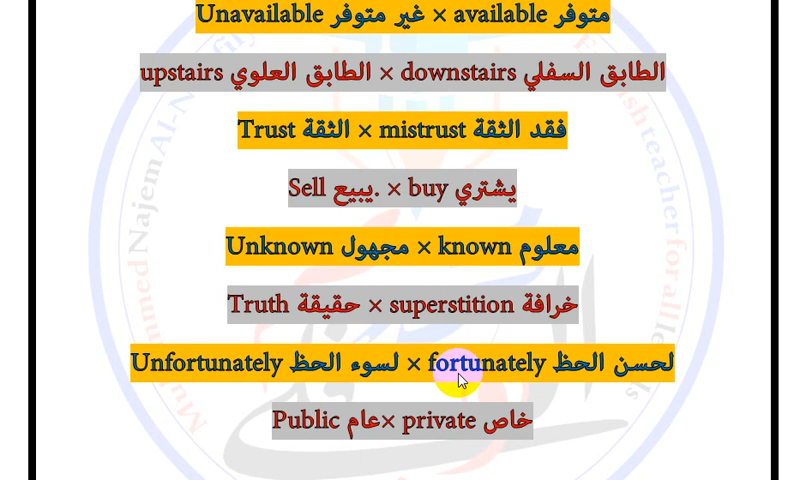 Unavailable غير متوفر × available متوفر
upstairs الطابق العلوي × downstairs الطابق السفلي
Trust الثقة × mistrust فقد الثقة
Sell يبيع. × buy يشتري
Unknown مجهول × known معلوم
Truth حقيقة × superstition خرافة
Unfortunately لسوء الحظ × fortunately لحسن الحظ
Public عام× private خاص